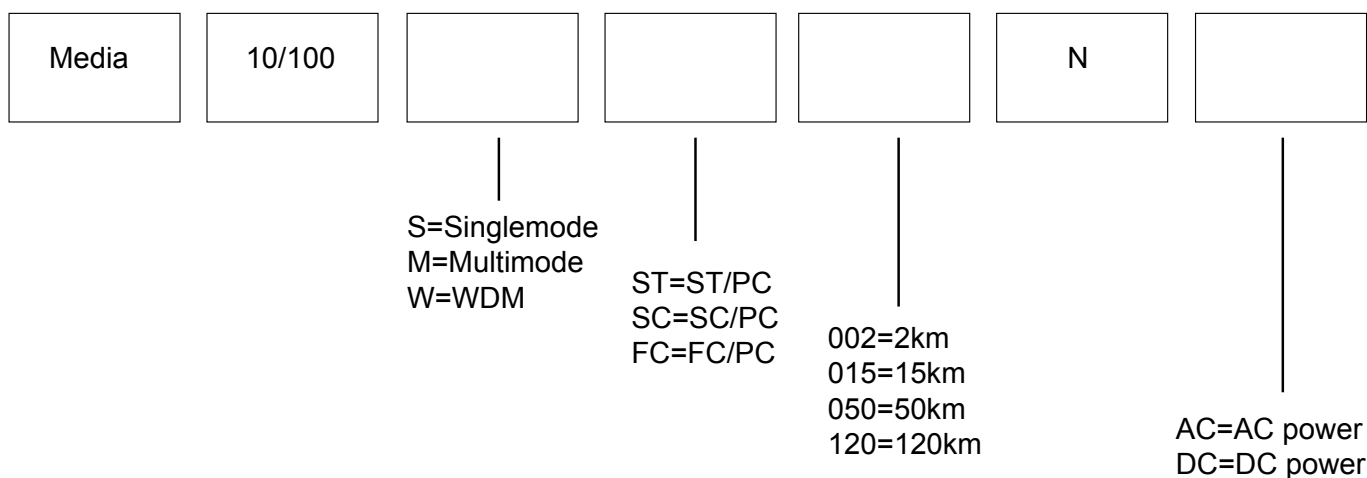 Media
10/100
N
S=Singlemode
M=Multimode
W=WDM
ST=ST/PC
SC=SC/PC
FC=FC/PC
002=2km
015=15km
050=50km
120=120km
AC=AC power
DC=DC power